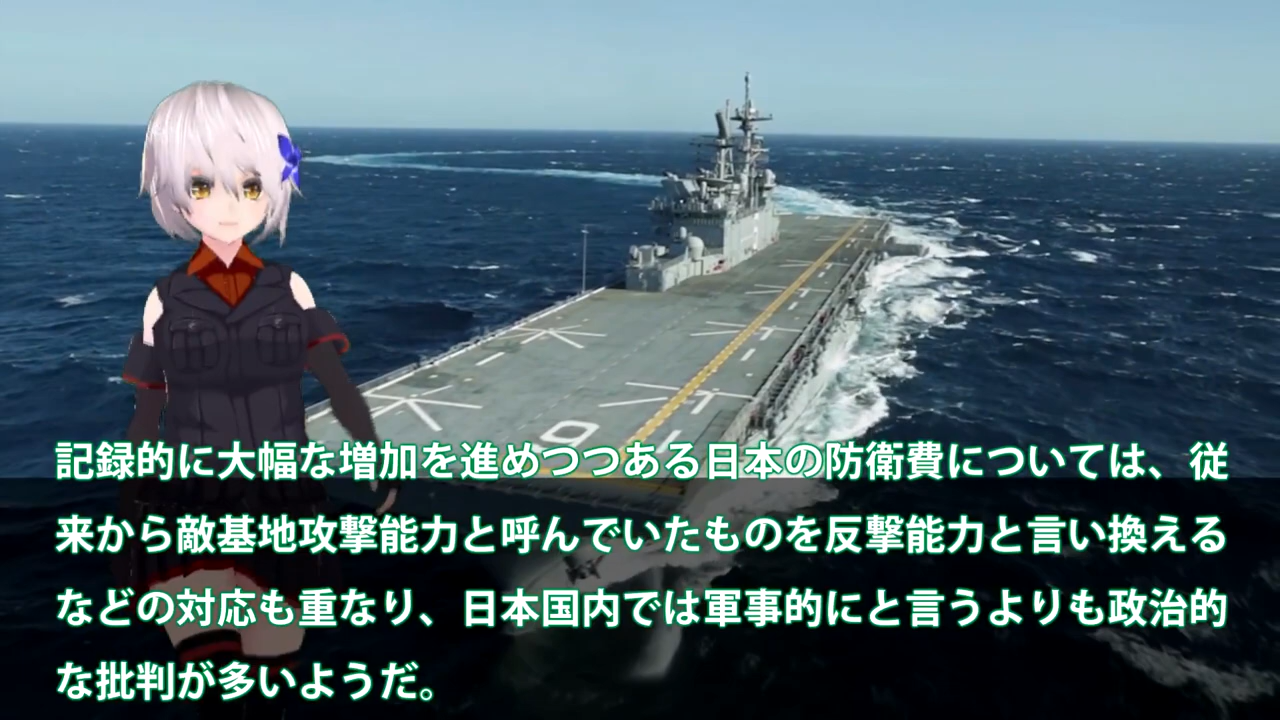 記録的に大幅な増加を進めつつある日本の防衛費については、従
来から敵基地攻撃能力と呼んでいたものを反撃能力と言い換える
などの対応も重なり、日本国内では軍事的にと言うよりも政治的
な批判が多いようだ。